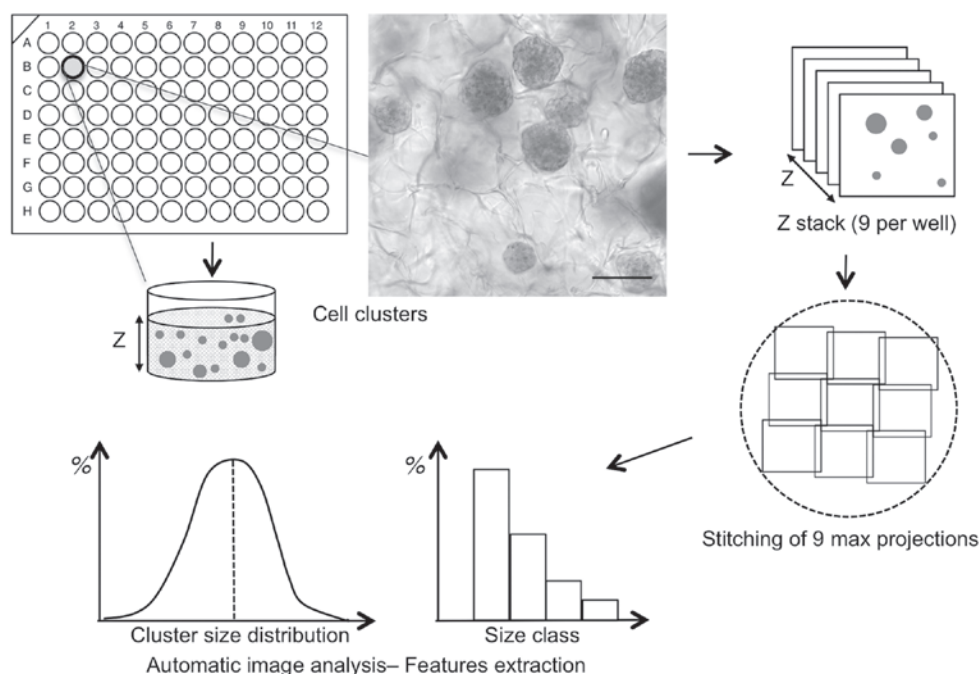 1 2 3 4 5 6 7 8 9 10 11 12
A
B
C
D
E
F
G
H
Z
Cell clusters
Z
Z stack (9 per well)
Stitching of 9 max projections
%
Cluster size distribution
%
Size class
Automatic image analysis– Features extraction